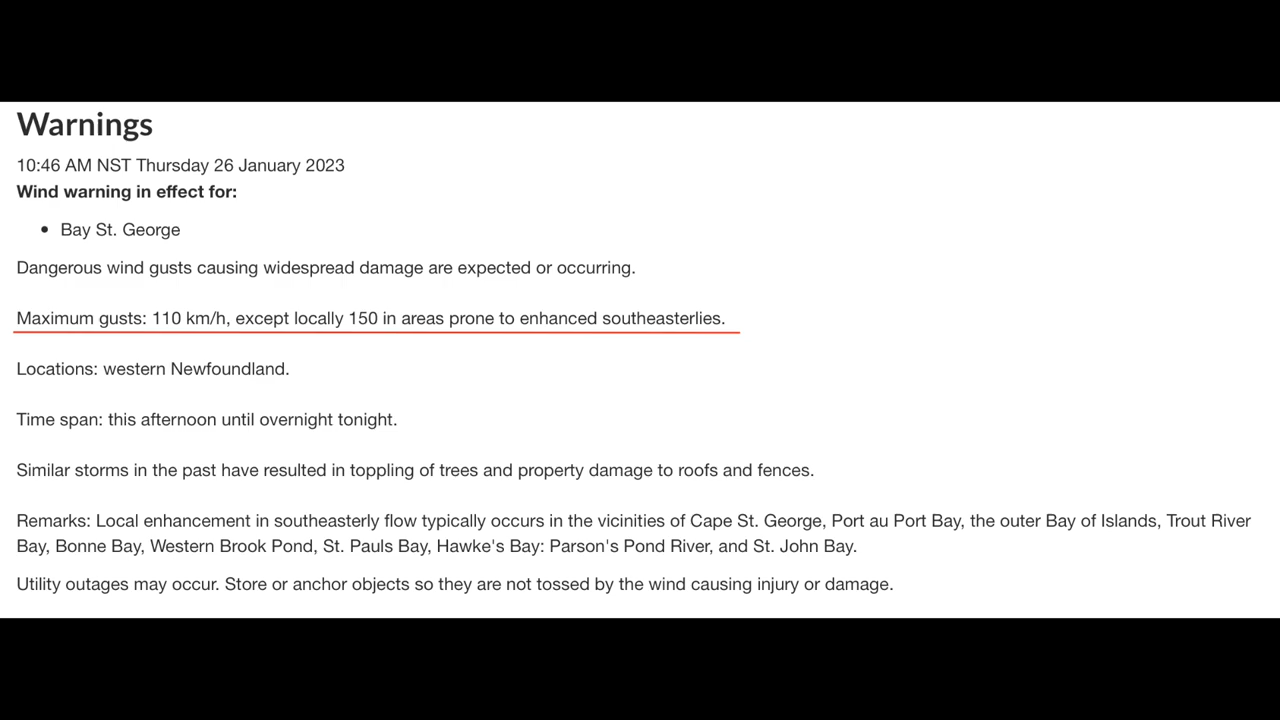 Warnings
10:46 AM NST Thursday 26 January 2023
Wind warning in effect for:
• Bay St. George
Dangerous wind gusts causing widespread damage are expected or occurring.
Maximum gusts: 110 km/h, except locally 150 in areas prone to enhanced southeasterlies.
Locations: western Newfoundland.
Time span: this afternoon until overnight tonight.
Similar storms in the past have resulted in toppling of trees and property damage to roofs and fences.
Remarks: Local enhancement in southeasterly flow typically occurs in the vicinities of Cape St. George, Port au Port Bay, the outer Bay of Islands, Trout River
Bay, Bonne Bay, Western Brook Pond, St. Pauls Bay, Hawke's Bay: Parson's Pond River, and St. John Bay.
Utility outages may occur. Store or anchor objects so they are not tossed by the wind causing injury or damage.